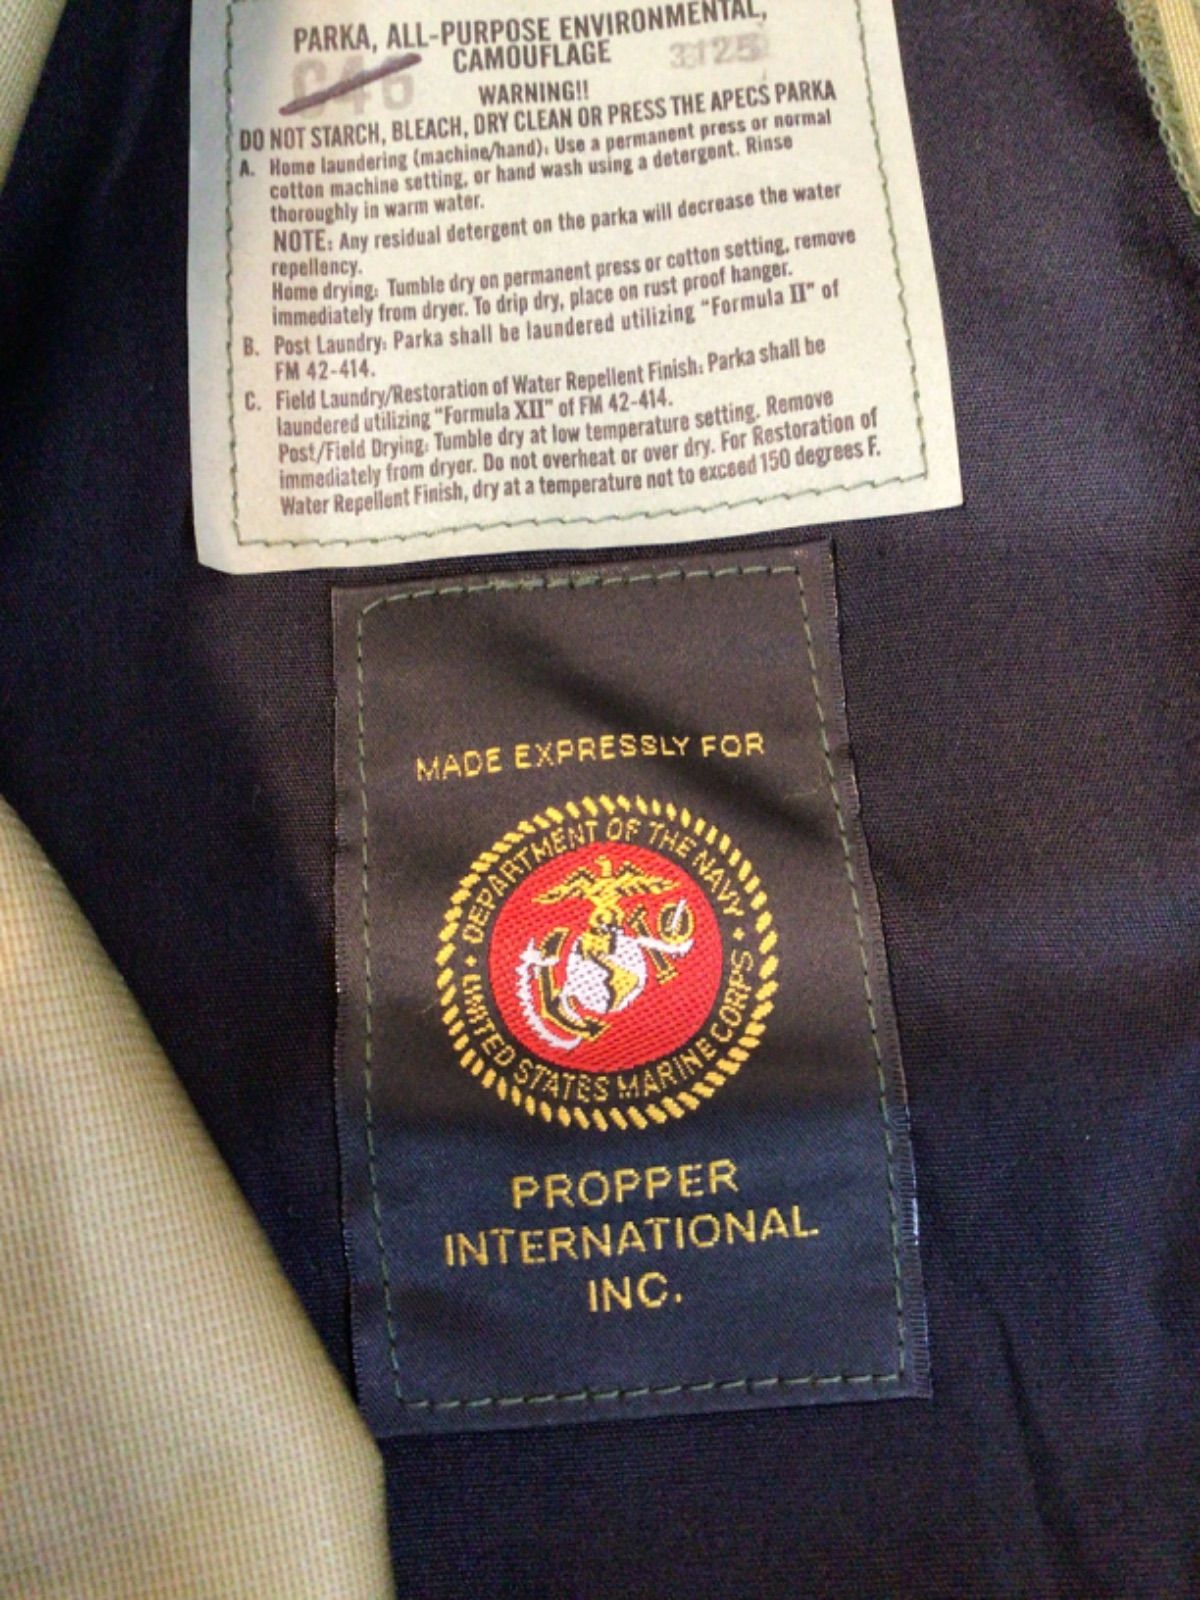 PARKA, ALL-PURPOSE ENVIRONMENTAL,
CAMOUFLAGE
C46
3125
WARNING!!
DO NOT STARCH, BLEACH, DRY CLEAN OR PRESS THE APECS PARKA
A. Home laundering (machine/hand): Use a permanent press or normal
cotton machine setting, or hand wash using a detergent. Rinse
thoroughly in warm water.
NOTE: Any residual detergent on the parka will decrease the water
repellency.
Home drying: Tumble dry on permanent press or cotton setting, remove
immediately from dryer. To drip dry, place on rust proof hanger.
B. Post Laundry: Parka shall be laundered utilizing "Formula II" of
FM 42-414.
C. Field Laundry/Restoration of Water Repellent Finish: Parka shall be
laundered utilizing "Formula XII" of FM 42-414.
Post/Field Drying: Tumble dry at low temperature setting. Remove
immediately from dryer. Do not overheat or over dry. For Restoration of
Water Repellent Finish, dry at a temperature not to exceed 150 degrees F.
MADE EXPRESSLY FOR
DEPARTMENT OF THE NAVY
UNITED STATES MARINE CORPS
PROPPER
INTERNATIONAL
INC.